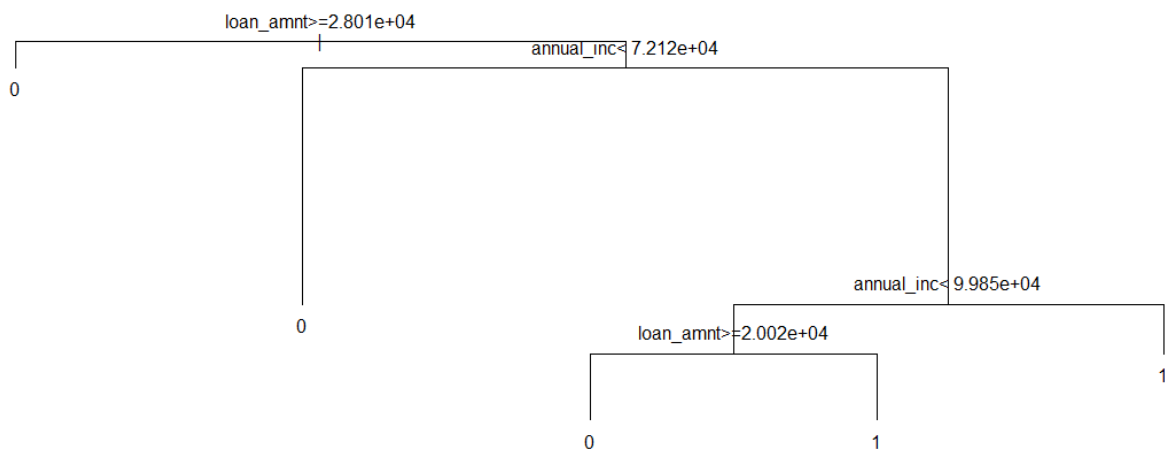 loan_amnt>=2.801e+04
annual_inc< 7.212e+04
0
annual_inc< 9.985e+04
0
loan_amnt>=2.002e+04
1
0
1